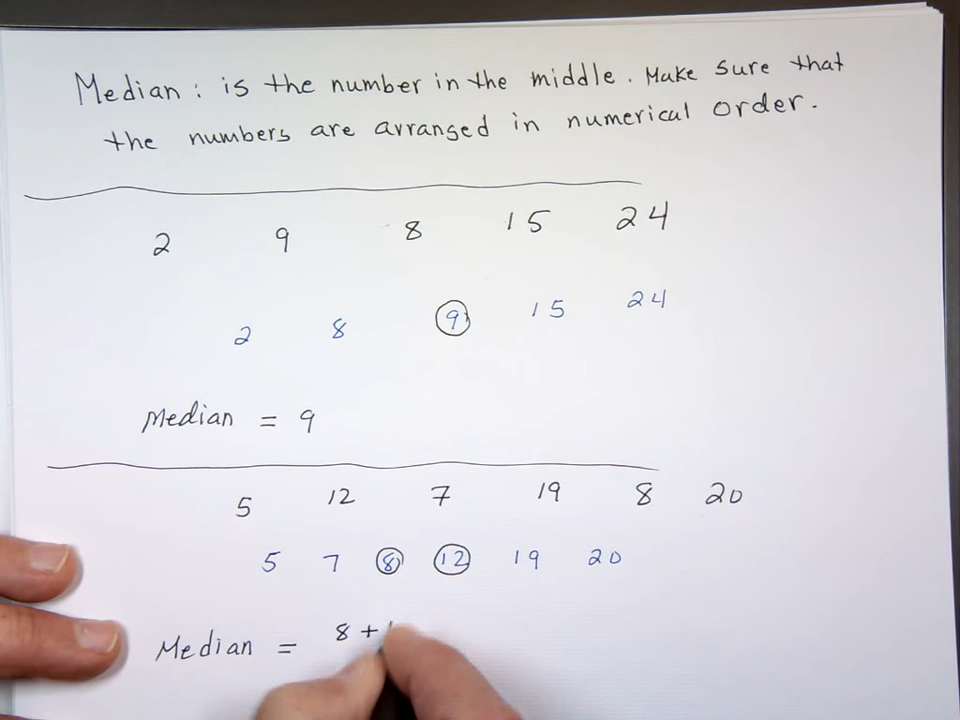 Median : is the number in the middle. Make sure that
the numbers are arranged in numerical order.
2 9 8 15 24
2 8 9 15 24
Median = 9
5 12 7 19 8 20
5 7 8 12 19 20
Median = 8 +